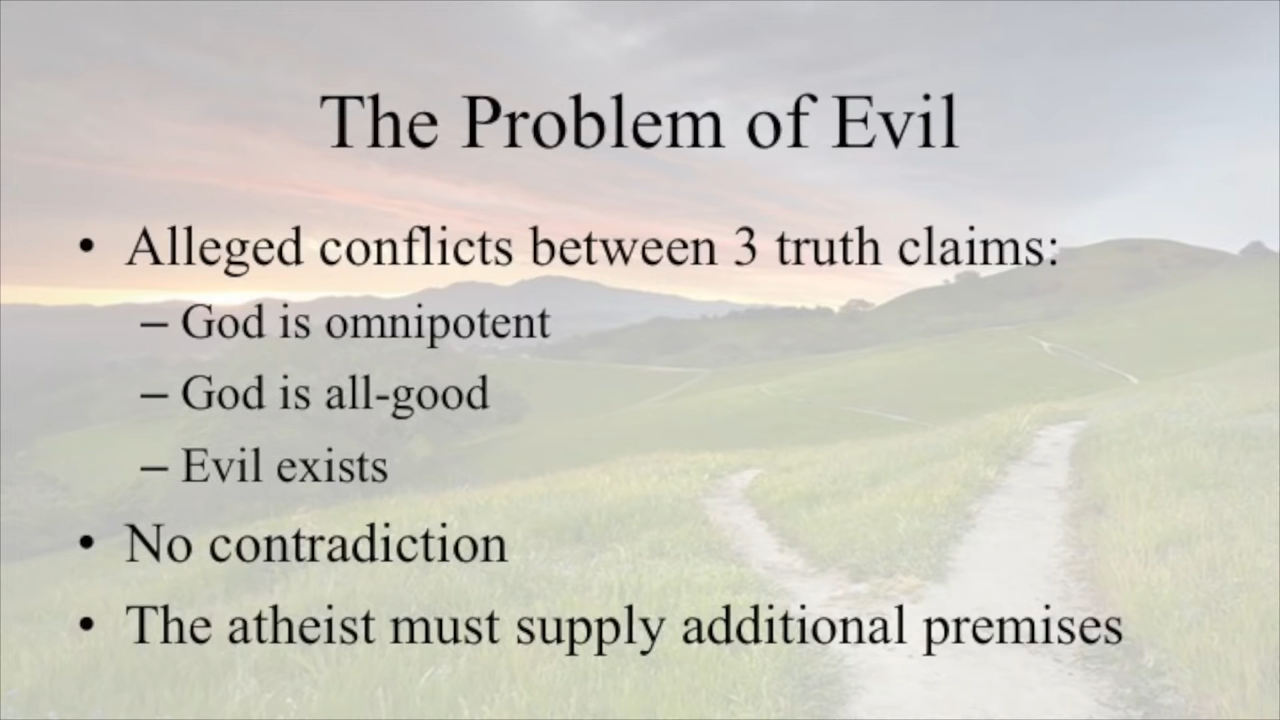 The Problem of Evil
• Alleged conflicts between 3 truth claims:
– God is omnipotent
– God is all-good
– Evil exists
• No contradiction
• The atheist must supply additional premises